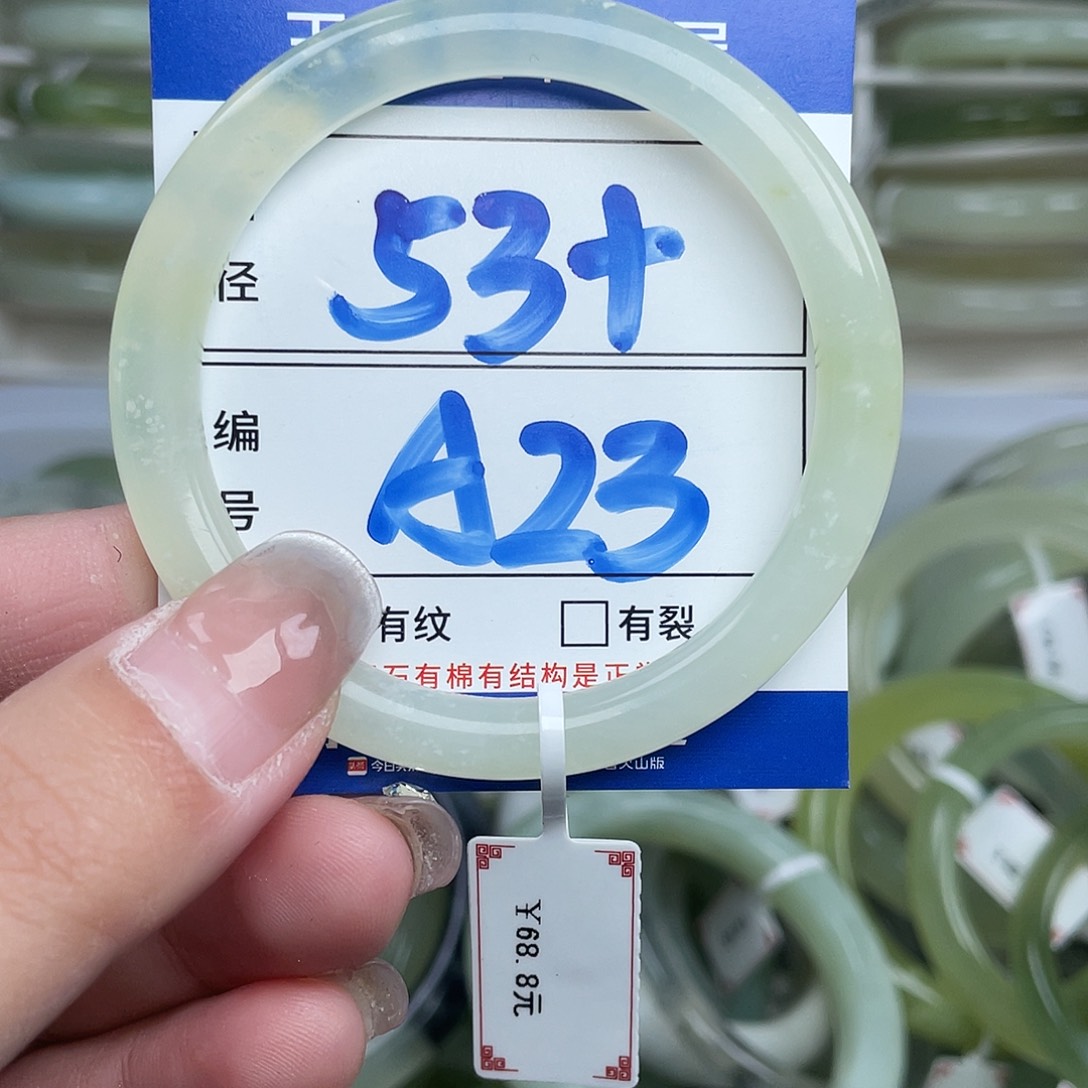 径
53+
编
号
A23
有纹 □有裂
石有棉有结构是正
¥68.8元